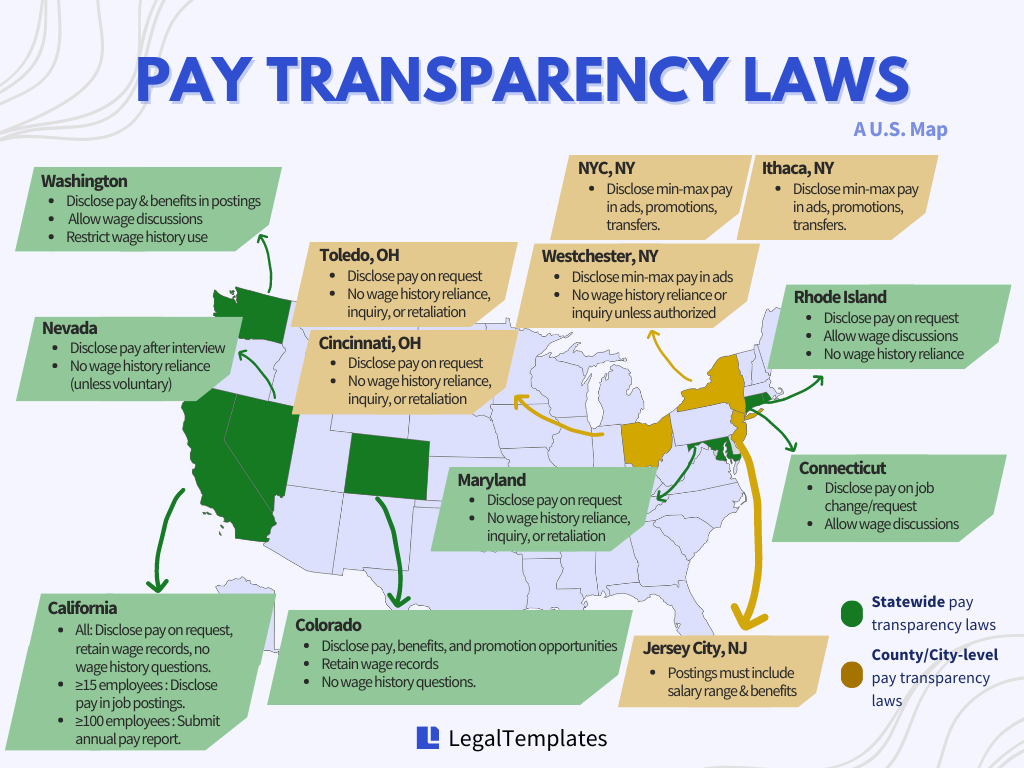 PAY TRANSPARENCY LAWS
A U.S. Map
Washington
• Disclose pay & benefits in postings
• Allow wage discussions
• Restrict wage history use
NYC, NY
• Disclose min-max pay
in ads, promotions,
transfers.
Ithaca, NY
• Disclose min-max pay
in ads, promotions,
transfers.
Toledo, OH
• Disclose pay on request
• No wage history reliance,
inquiry, or retaliation
Westchester, NY
• Disclose min-max pay in ads
• No wage history reliance or
inquiry unless authorized
Rhode Island
• Disclose pay on request
• Allow wage discussions
• No wage history reliance
Nevada
• Disclose pay after interview
• No wage history reliance
(unless voluntary)
Cincinnati, OH
• Disclose pay on request
• No wage history reliance,
inquiry, or retaliation
Maryland
• Disclose pay on request
• No wage history reliance,
inquiry, or retaliation
Connecticut
• Disclose pay on job
change/request
• Allow wage discussions
California
• All: Disclose pay on request,
retain wage records, no
wage history questions.
• ≥15 employees : Disclose
pay in job postings.
• ≥100 employees : Submit
annual pay report.
Colorado
• Disclose pay, benefits, and promotion opportunities
• Retain wage records
• No wage history questions.
Jersey City, NJ
• Postings must include
salary range & benefits
Statewide pay
transparency laws
County/City-level
pay transparency
laws
LegalTemplates